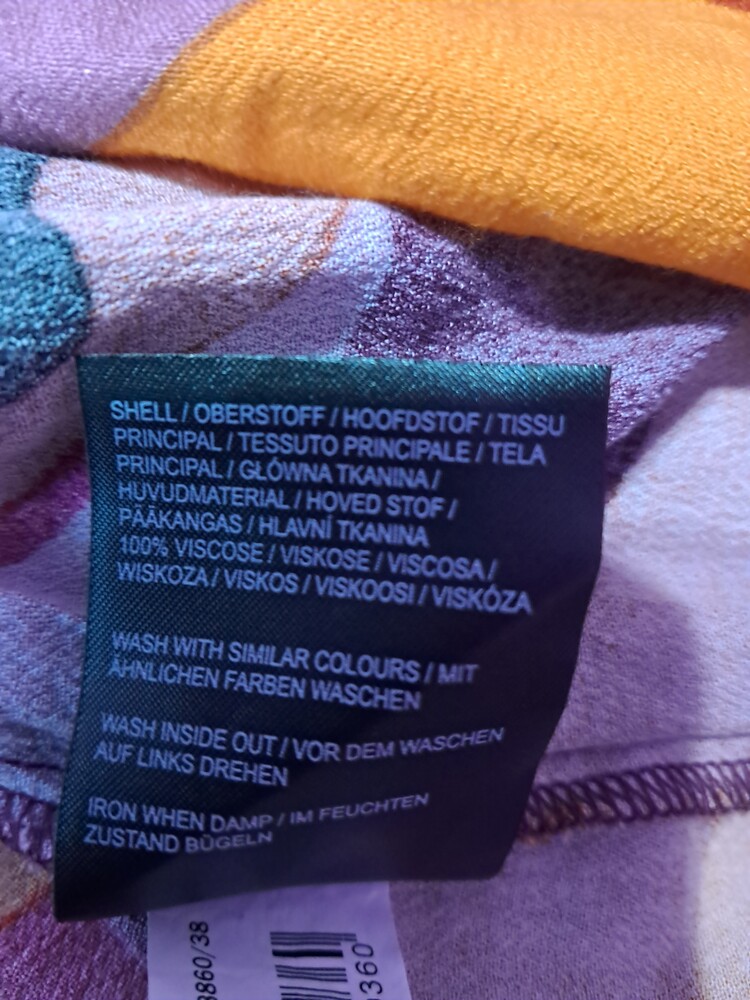 SHELL / OBERSTOFF / HOOFDSTOF / TISSU
PRINCIPAL / TESSUTO PRINCIPALE / TELA
PRINCIPAL / GLÓWNA TKANINA /
HUVUDMATERIAL / HOVED STOF /
PÄÄKANGAS / HLAVNÍ TKANINA
100% VISCOSE / VISKOSE / VISCOSA /
WISKOZA / VISKOS / VISKOOSI / VISKÓZA
WASH WITH SIMILAR COLOURS / MIT
ÄHNLICHEN FARBEN WASCHEN
WASH INSIDE OUT / VOR DEM WASCHEN
AUF LINKS DREHEN
IRON WHEN DAMP / IM FEUCHTEN
ZUSTAND BÜGELN